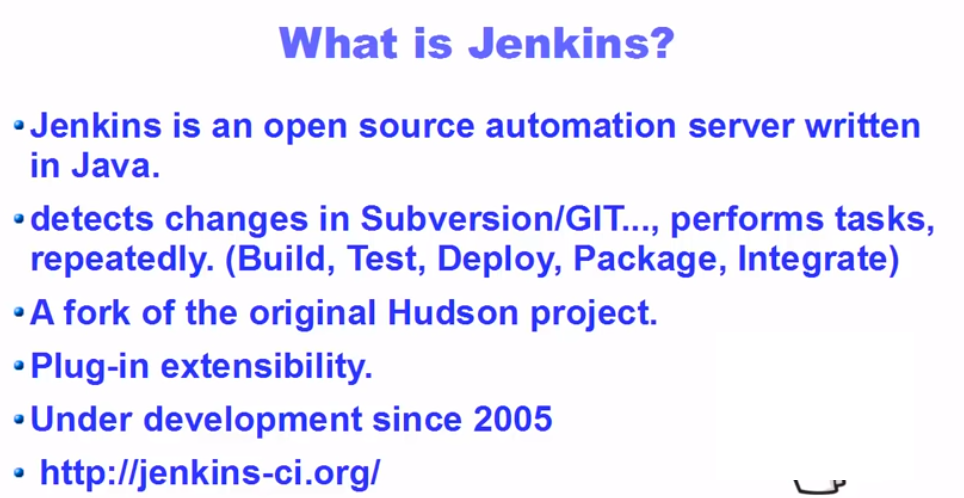 What is Jenkins?
Jenkins is an open source automation server written
in Java.
detects changes in Subversion/GIT..., performs tasks,
repeatedly. (Build, Test, Deploy, Package, Integrate)
A fork of the original Hudson project.
Plug-in extensibility.
Under development since 2005
http://jenkins-ci.org/